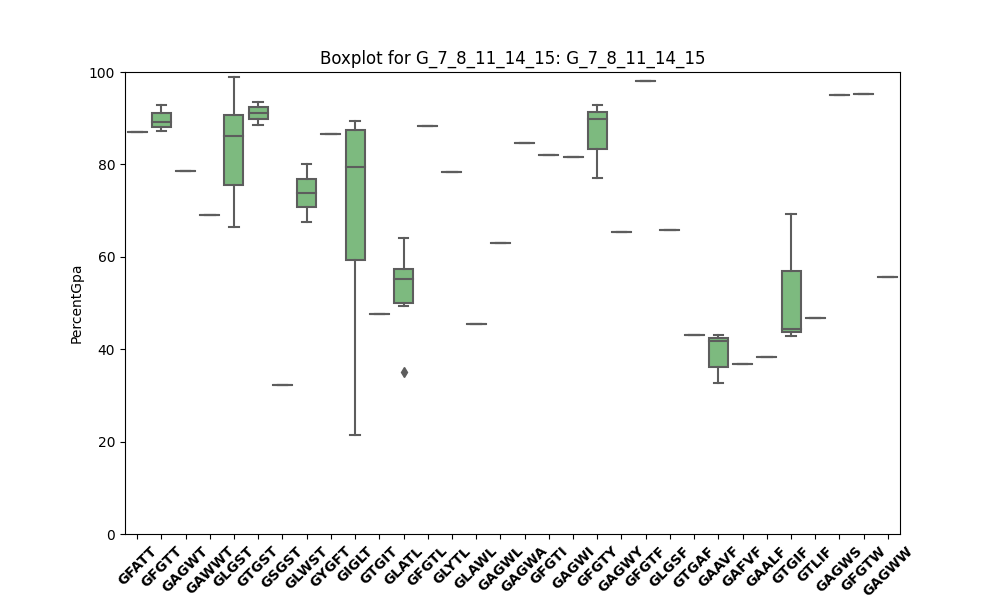 Boxplot for G_7_8_11_14_15: G_7_8_11_14_15
PercentGpa
100
80
60
40
20
0
GFATT
GFGTT
GAGWT
GAWWT
GLGST
GTGST
GSGST
GLWST
GYGFT
GIGLT
GTGIT
GLATL
GFGTL
GLYTL
GLAWL
GAGWL
GAGWA
GFGTI
GAGWI
GFGTY
GAGWY
GFGTF
GLGSF
GTGAF
GAAVF
GAFVF
GAALF
GTGIF
GTLIF
GAGWS
GFGTW
GAGWW